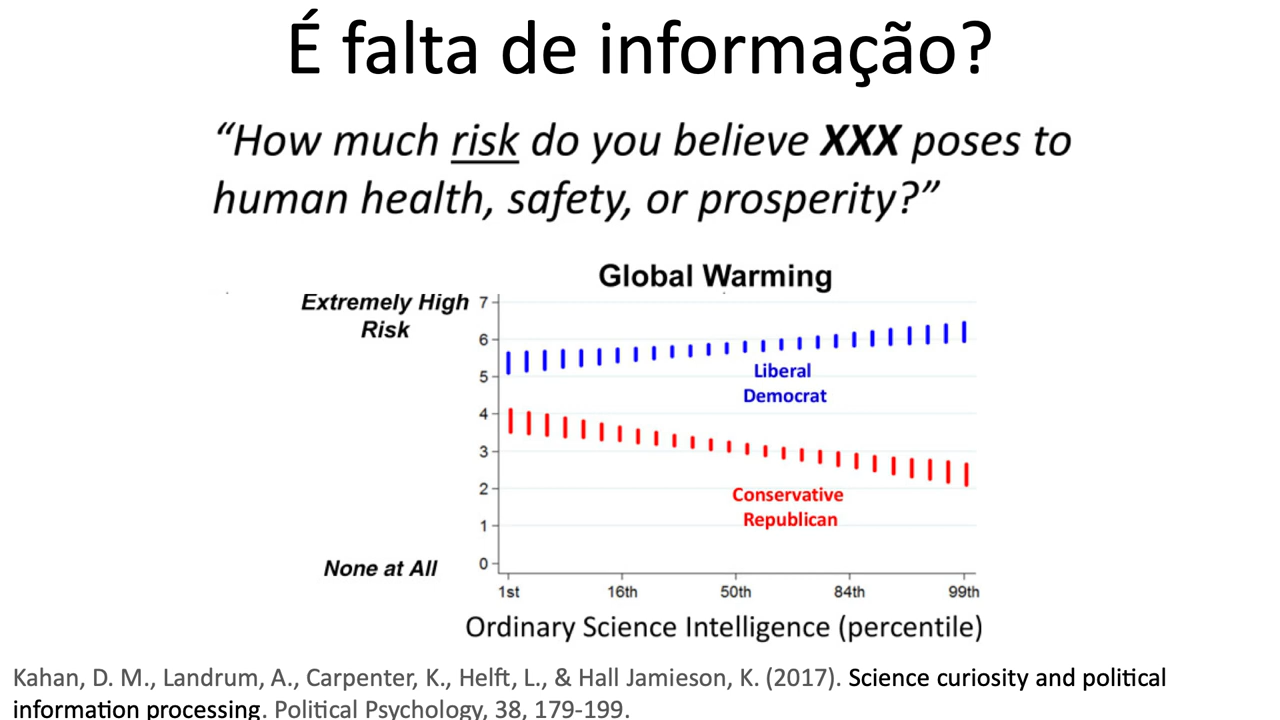 É falta de informação?
“How much risk do you believe XXX poses to
human health, safety, or prosperity?”
Global Warming
Extremely High
Risk
7
6
5
4
3
2
1
0
Liberal
Democrat
Conservative
Republican
None at All
1st 16th 50th 84th 99th
Ordinary Science Intelligence (percentile)
Kahan, D. M., Landrum, A., Carpenter, K., Helft, L., & Hall Jamieson, K. (2017). Science curiosity and political
information processing. Political Psychology, 38, 179-199.